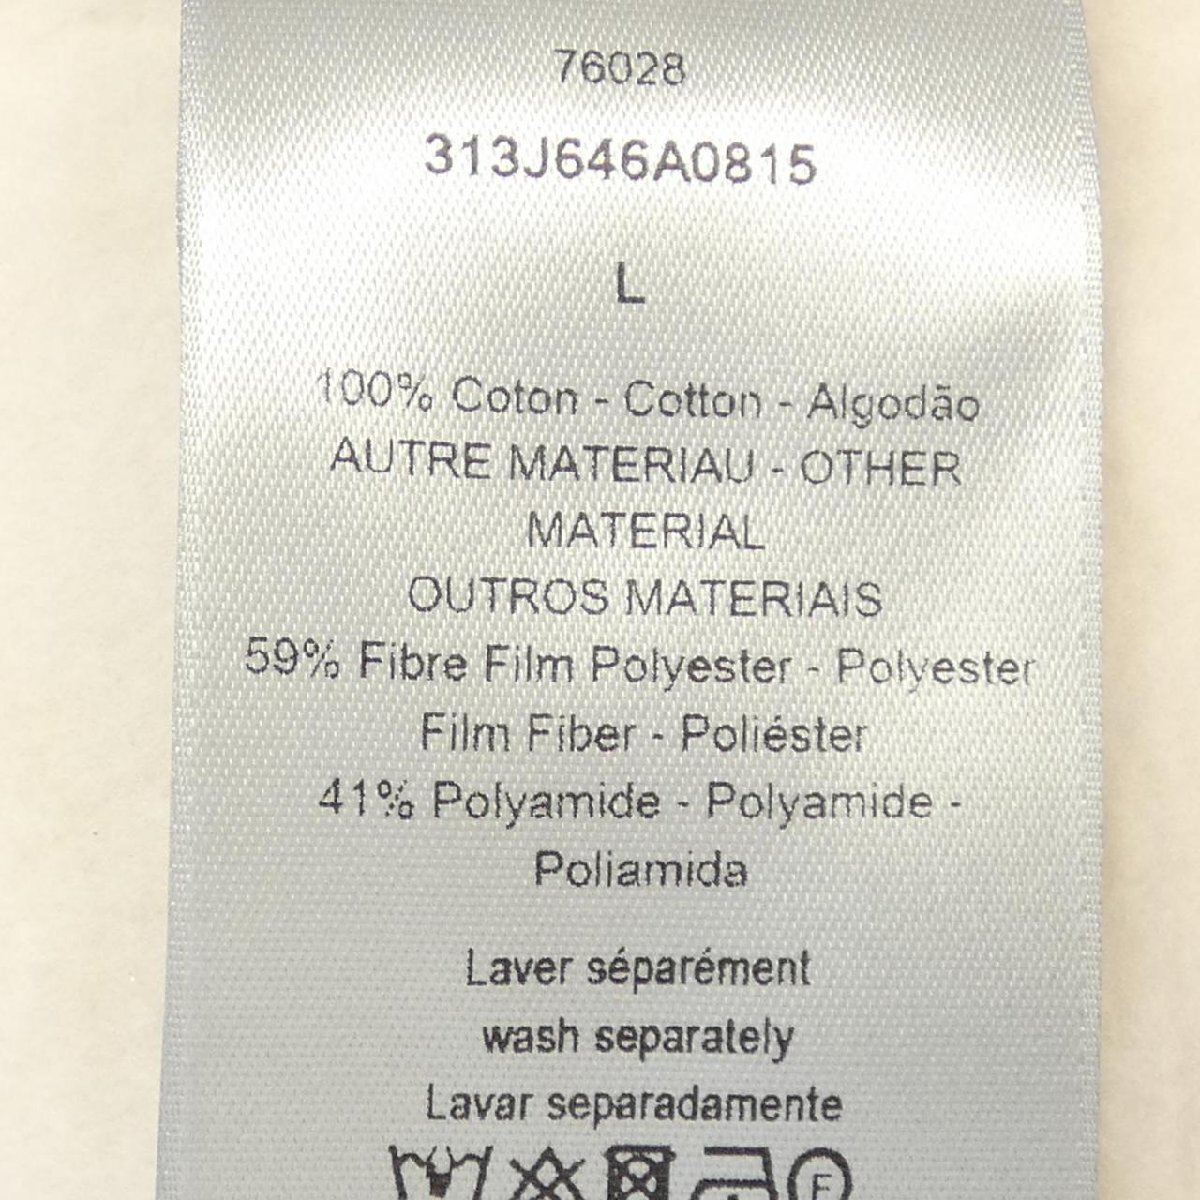 76028
313J646A0815
L
100% Coton - Cotton - Algodão
AUTRE MATERIAU - OTHER
MATERIAL
OUTROS MATERIAIS
59% Fibre Film Polyester - Polyester
Film Fiber - Poliéster
41% Polyamide - Polyamide -
Poliamida
Laver séparément
wash separately
Lavar separadamente
F